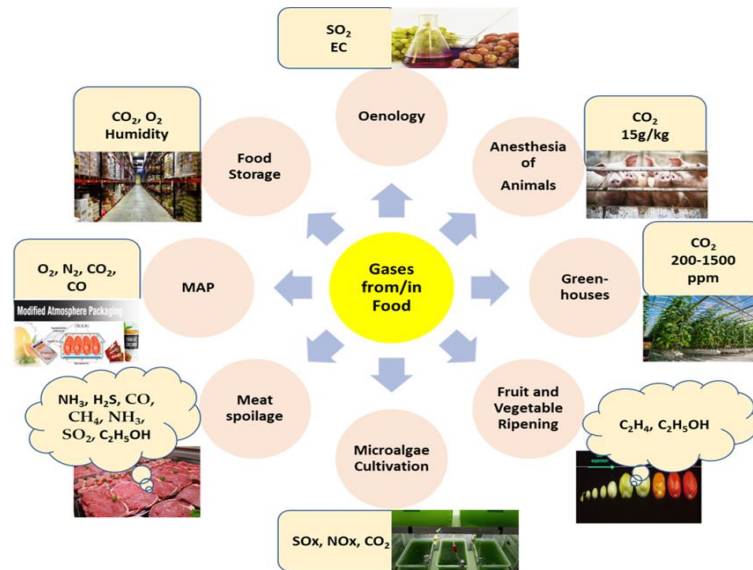 SO₂
EC
Oenology
CO₂
15g/kg
Anesthesia
of
Animals
CO₂
200-1500
ppm
Green-
houses
C₂H₄, C₂H₅OH
Fruit and
Vegetable
Ripening
SOx, NOx, CO₂
Microalgae
Cultivation
NH₃, H₂S, CO,
CH₄, NH₃,
SO₂, C₂H₅OH
Meat
spoilage
O₂, N₂, CO₂,
CO
Modified Atmosphere Packaging
MAP
CO₂, O₂
Humidity
Food
Storage
Gases
from/in
Food